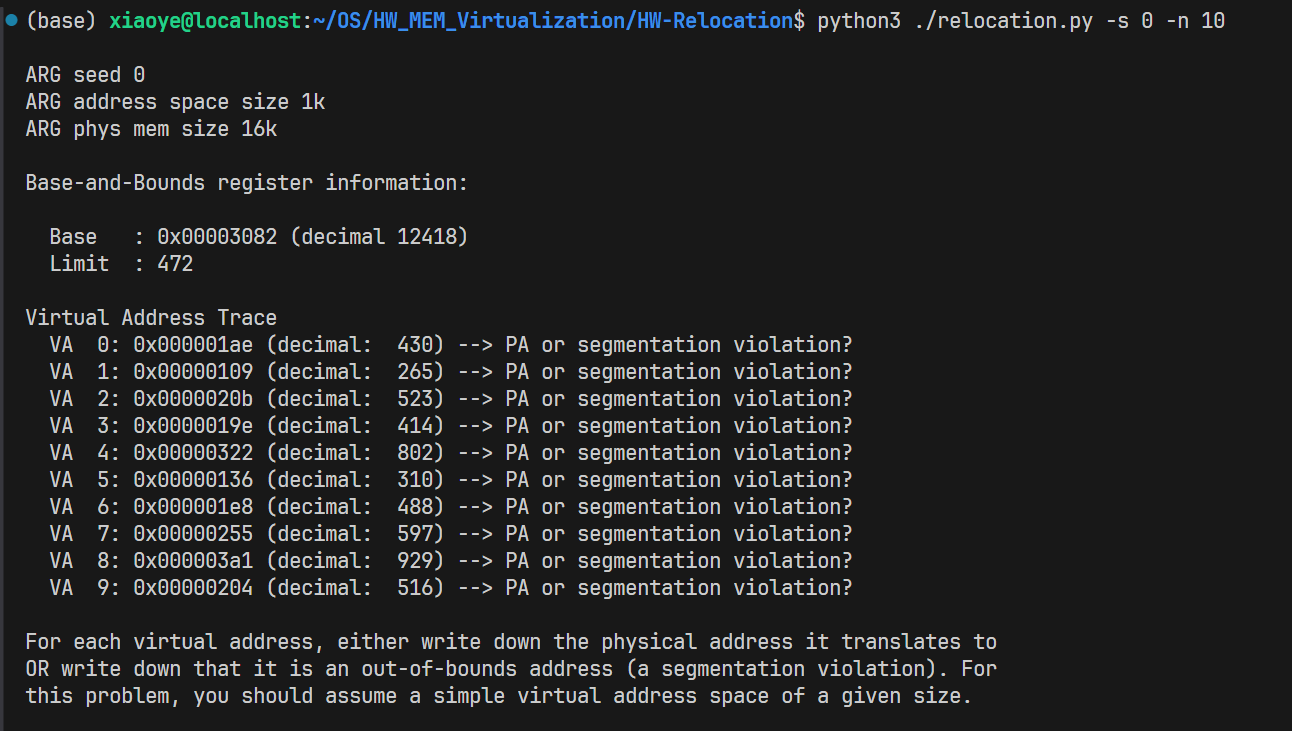 (base) xiaoye@localhost:~/OS/HW_MEM_Virtualization/HW-Relocation$ python3 ./relocation.py -s 0 -n 10
ARG seed 0
ARG address space size 1k
ARG phys mem size 16k
Base-and-Bounds register information:
  Base   : 0x00003082 (decimal 12418)
  Limit  : 472
Virtual Address Trace
  VA  0: 0x000001ae (decimal:  430) --> PA or segmentation violation?
  VA  1: 0x00000109 (decimal:  265) --> PA or segmentation violation?
  VA  2: 0x0000020b (decimal:  523) --> PA or segmentation violation?
  VA  3: 0x0000019e (decimal:  414) --> PA or segmentation violation?
  VA  4: 0x00000322 (decimal:  802) --> PA or segmentation violation?
  VA  5: 0x00000136 (decimal:  310) --> PA or segmentation violation?
  VA  6: 0x000001e8 (decimal:  488) --> PA or segmentation violation?
  VA  7: 0x00000255 (decimal:  597) --> PA or segmentation violation?
  VA  8: 0x000003a1 (decimal:  929) --> PA or segmentation violation?
  VA  9: 0x00000204 (decimal:  516) --> PA or segmentation violation?
For each virtual address, either write down the physical address it translates to
OR write down that it is an out-of-bounds address (a segmentation violation). For
this problem, you should assume a simple virtual address space of a given size.